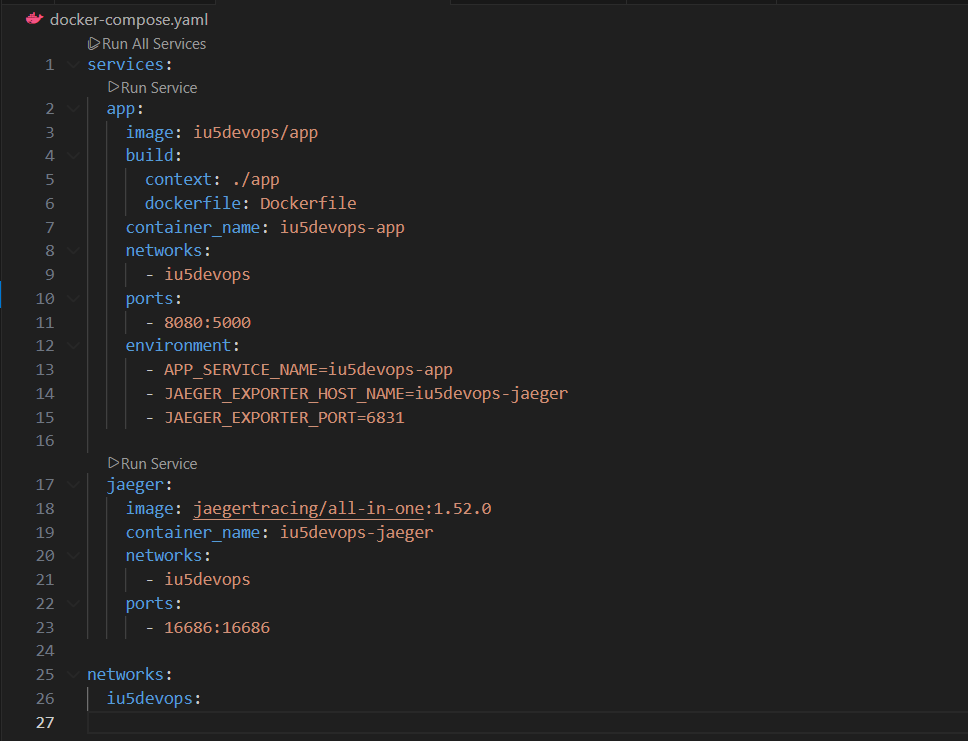 docker-compose.yaml
Run All Services
1 services:
Run Service
2 app:
3 image: iu5devops/app
4 build:
5 context: ./app
6 dockerfile: Dockerfile
7 container_name: iu5devops-app
8 networks:
9 - iu5devops
10 ports:
11 - 8080:5000
12 environment:
13 - APP_SERVICE_NAME=iu5devops-app
14 - JAEGER_EXPORTER_HOST_NAME=iu5devops-jaeger
15 - JAEGER_EXPORTER_PORT=6831
16
Run Service
17 jaeger:
18 image: jaegertracing/all-in-one:1.52.0
19 container_name: iu5devops-jaeger
20 networks:
21 - iu5devops
22 ports:
23 - 16686:16686
24
25 networks:
26 iu5devops:
27